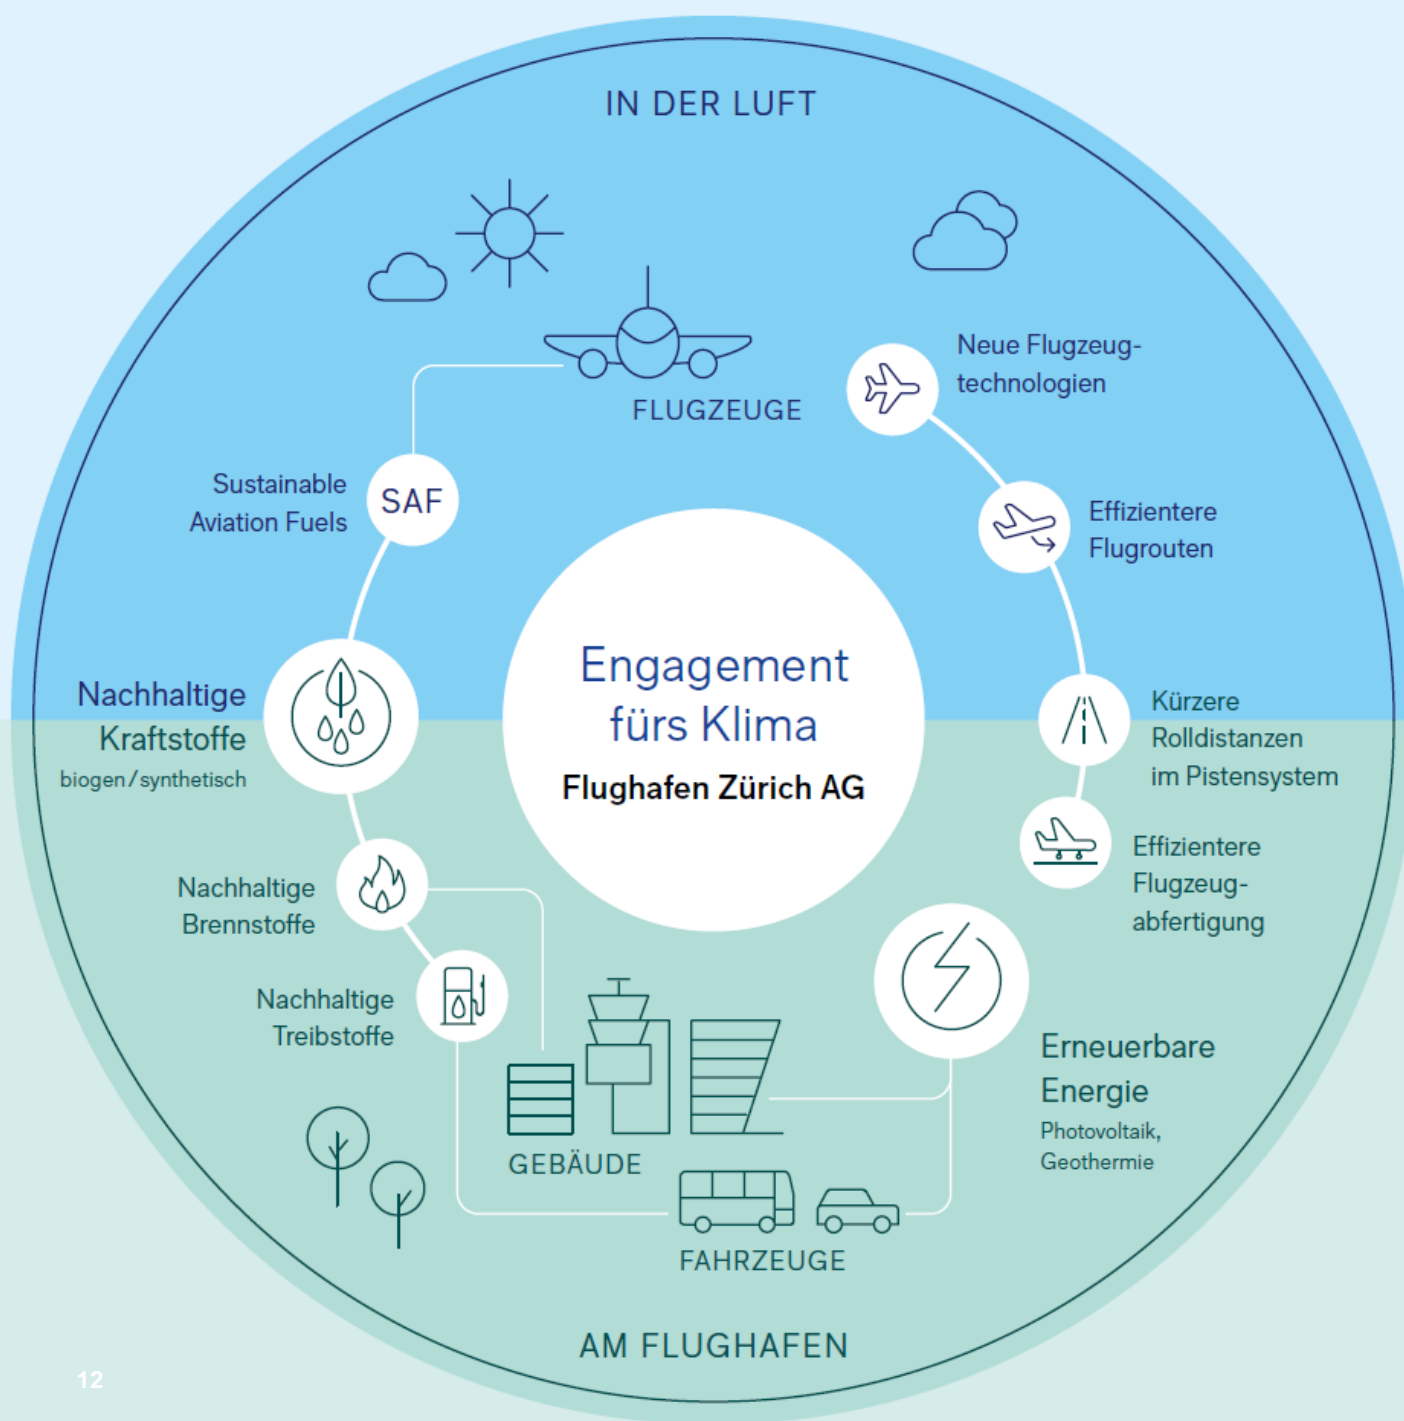 IN DER LUFT
FLUGZEUGE
Neue Flugzeug-
technologien
Sustainable
Aviation Fuels
SAF
Effizientere
Flugrouten
Engagement
fürs Klima
Flughafen Zürich AG
Nachhaltige
Kraftstoffe
biogen/synthetisch
Kürzere
Rolldistanzen
im Pistensystem
Effizientere
Flugzeug-
abfertigung
Nachhaltige
Brennstoffe
Nachhaltige
Treibstoffe
Erneuerbare
Energie
Photovoltaik,
Geothermie
GEBÄUDE
FAHRZEUGE
AM FLUGHAFEN
12